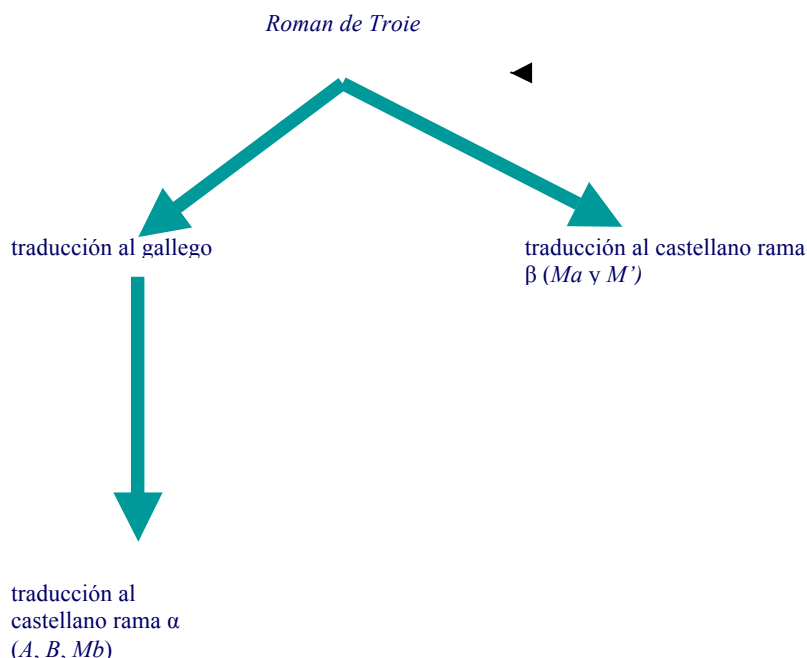 Roman de Troie
traducción al gallego
traducción al castellano rama
β (Ma y M’)
traducción al
castellano rama α
(A, B, Mb)